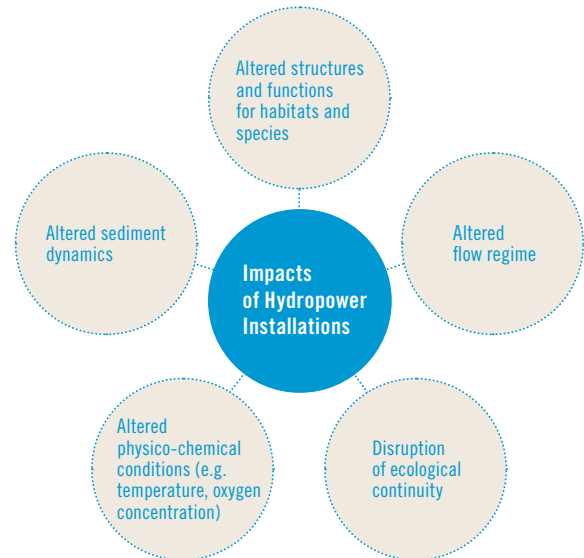 Altered structures
and functions
for habitats and
species
Altered sediment
dynamics
Altered
flow regime
Impacts
of Hydropower
Installations
Altered
physico-chemical
conditions (e.g.
temperature, oxygen
concentration)
Disruption
of ecological
continuity